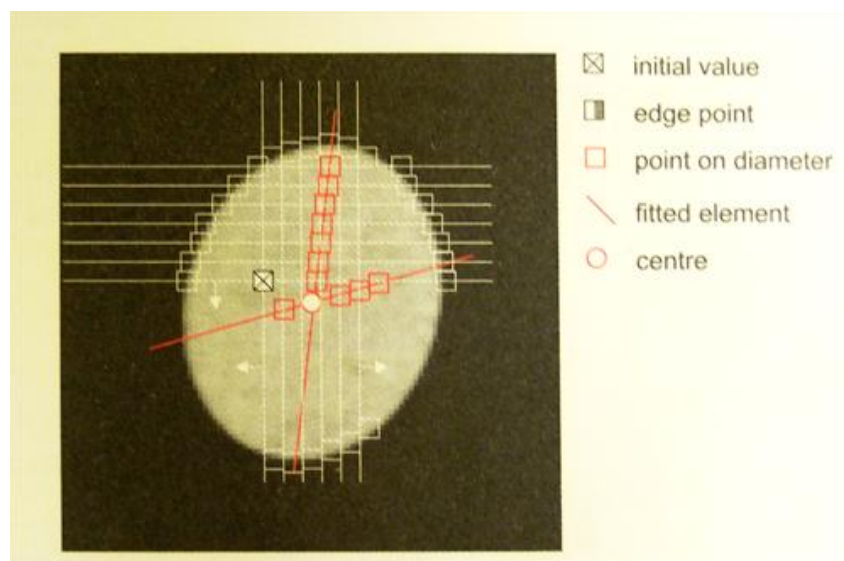 initial value
edge point
point on diameter
fitted element
centre